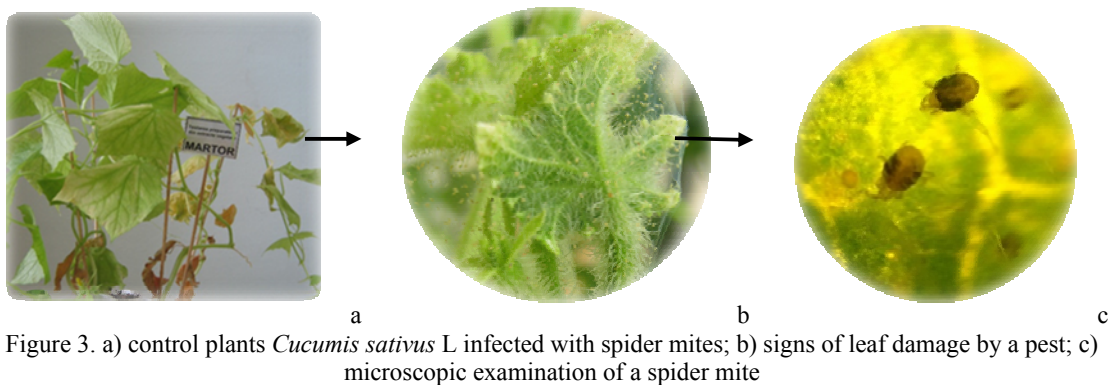 MARTOR
a
b
c
Figure 3. a) control plants Cucumis sativus L infected with spider mites; b) signs of leaf damage by a pest; c)
microscopic examination of a spider mite